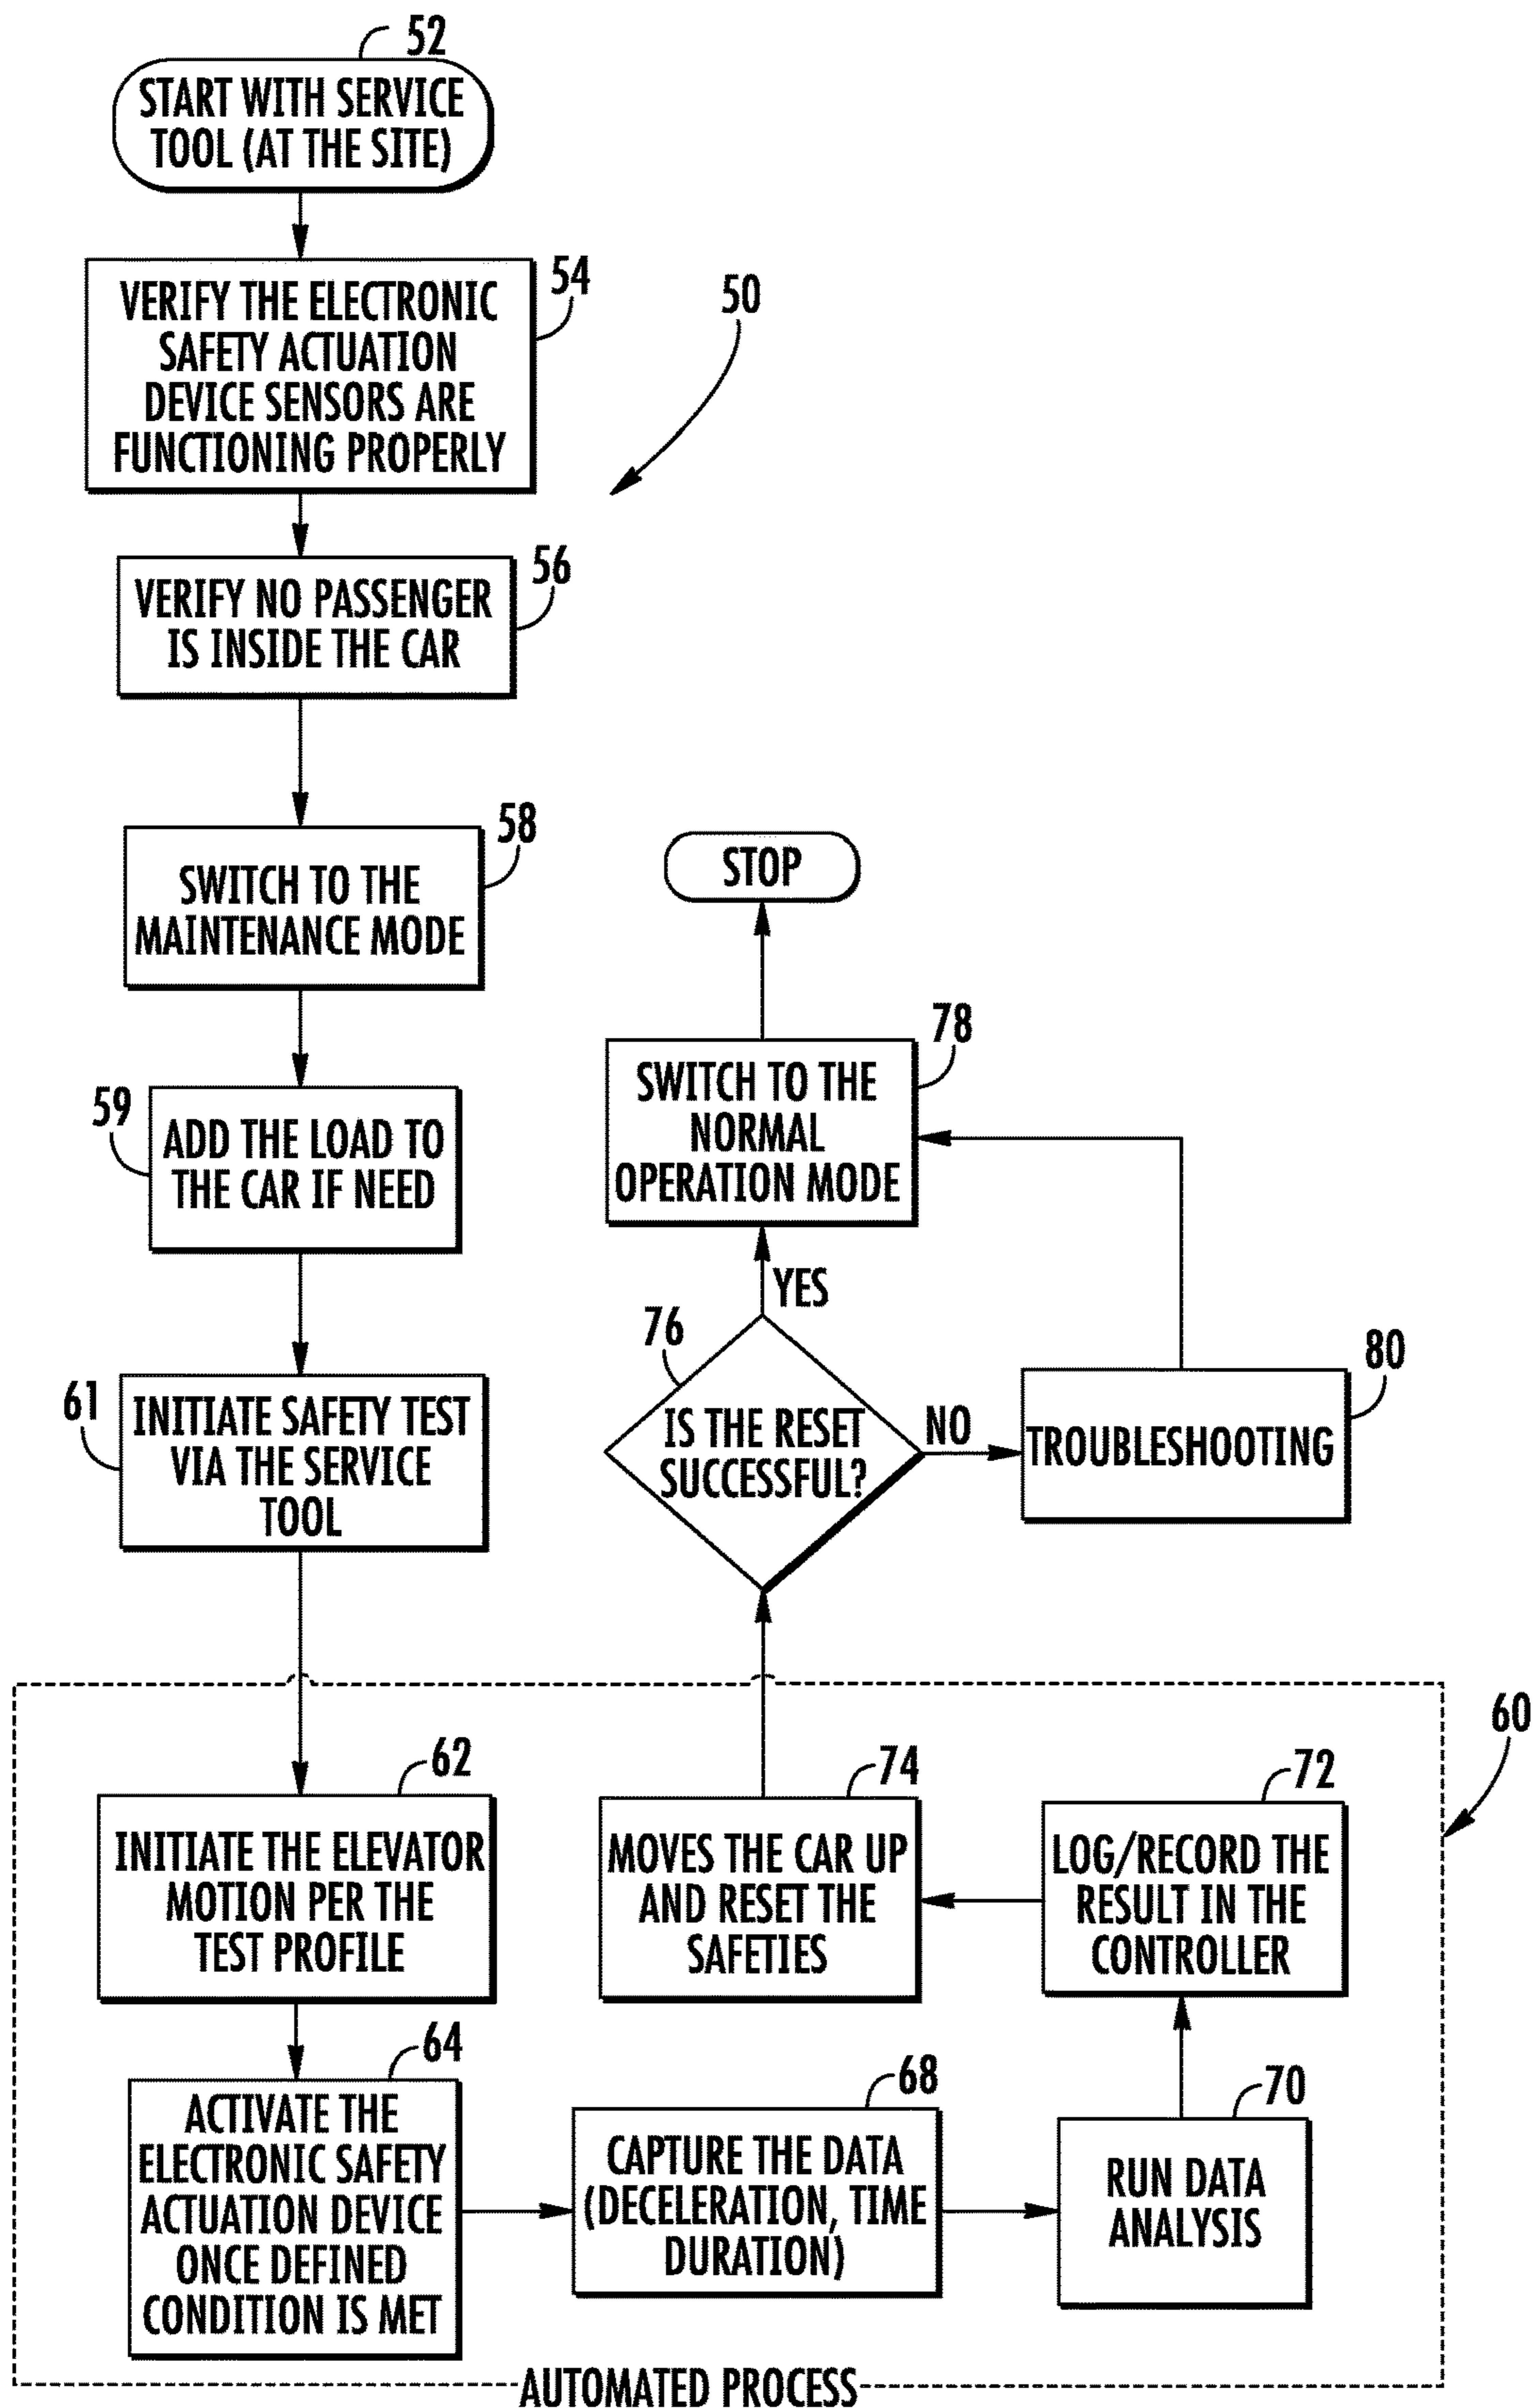 52
START WITH SERVICE
TOOL (AT THE SITE)
54
VERIFY THE ELECTRONIC
SAFETY ACTUATION
DEVICE SENSORS ARE
FUNCTIONING PROPERLY
50
56
VERIFY NO PASSENGER
IS INSIDE THE CAR
58
SWITCH TO THE
MAINTENANCE MODE
59
ADD THE LOAD TO
THE CAR IF NEED
61
INITIATE SAFETY TEST
VIA THE SERVICE
TOOL
STOP
78
SWITCH TO THE
NORMAL
OPERATION MODE
YES
76
IS THE RESET
SUCCESSFUL?
NO
80
TROUBLESHOOTING
60
62
INITIATE THE ELEVATOR
MOTION PER THE
TEST PROFILE
64
ACTIVATE THE
ELECTRONIC SAFETY
ACTUATION DEVICE
ONCE DEFINED
CONDITION IS MET
68
CAPTURE THE DATA
(DECELERATION, TIME
DURATION)
70
RUN DATA
ANALYSIS
72
LOG/RECORD THE
RESULT IN THE
CONTROLLER
74
MOVES THE CAR UP
AND RESET THE
SAFETIES
AUTOMATED PROCESS